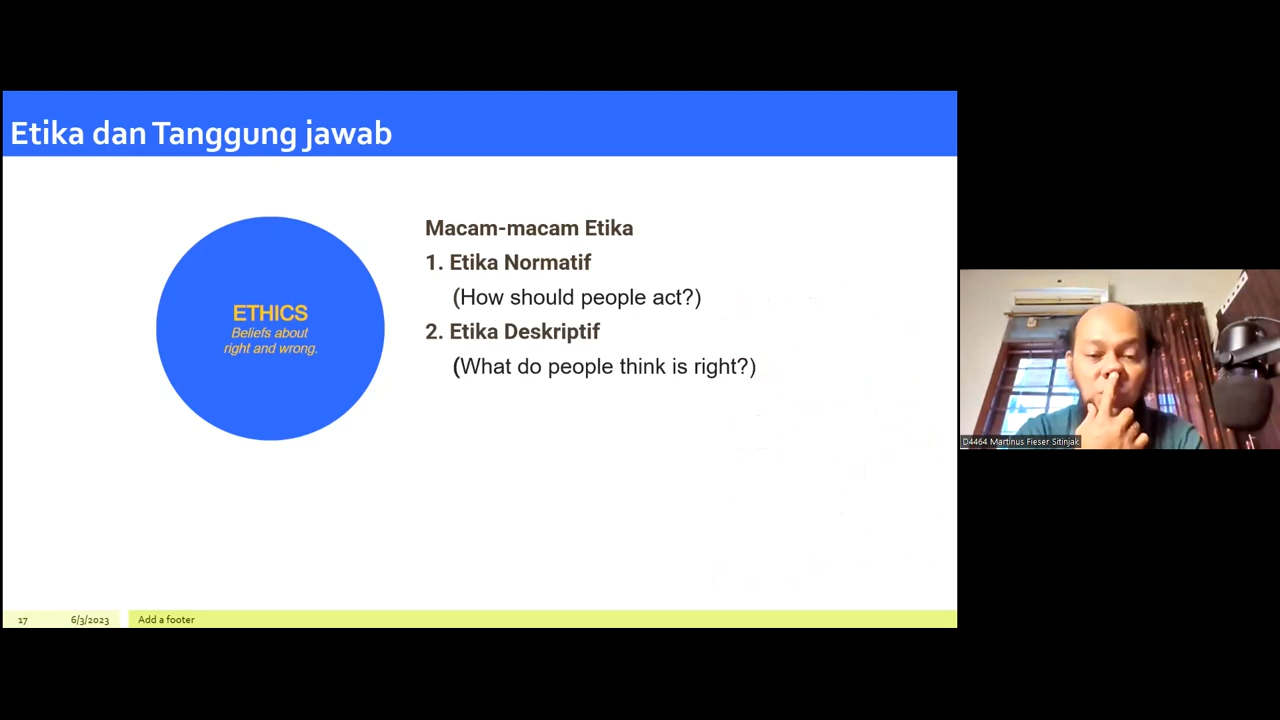 Etika dan Tanggung jawab
ETHICS
Beliefs about
right and wrong.
Macam-macam Etika
1. Etika Normatif
(How should people act?)
2. Etika Deskriptif
(What do people think is right?)
D4464 Martinus Fieser Sitinjak
17 6/3/2023 Add a footer